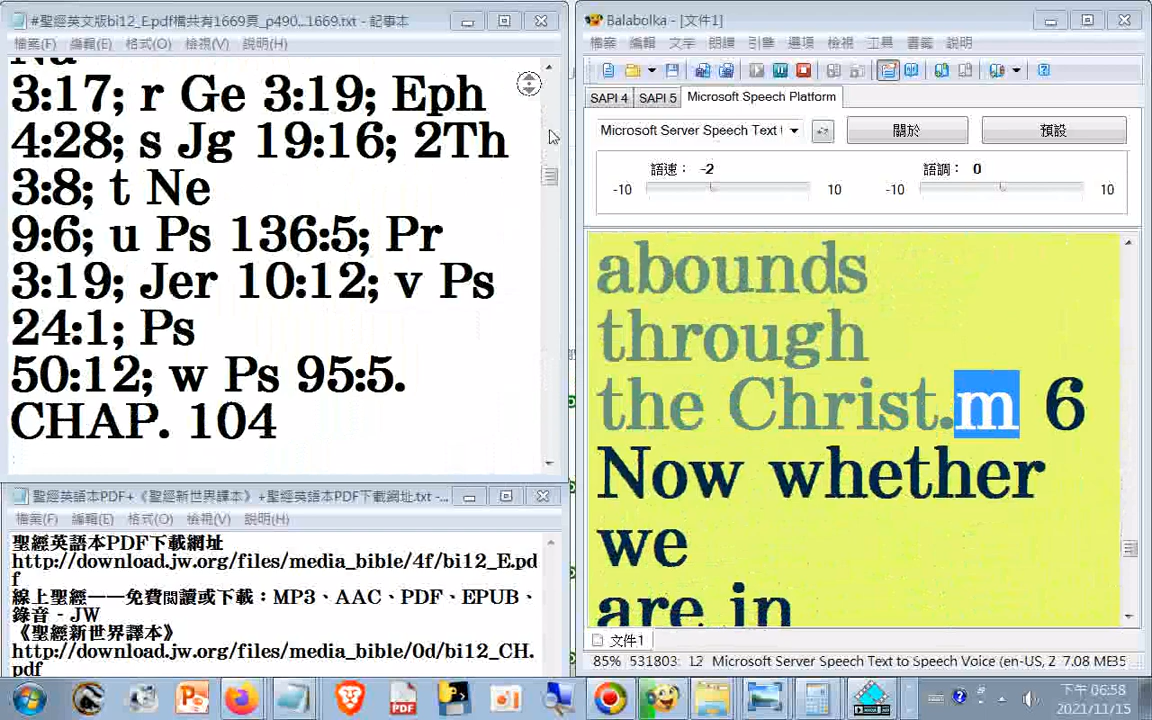 #聖經英文版bi12_E.pdf檔共有1669頁_p490,..1669.txt - 記事本
檔案(F) 編輯(E) 格式(O) 檢視(V) 說明(H)
3:17; r Ge 3:19; Eph
4:28; s Jg 19:16; 2Th
3:8; t Ne
9:6; u Ps 136:5; Pr
3:19; Jer 10:12; v Ps
24:1; Ps
50:12; w Ps 95:5.
CHAP. 104
聖經英語本PDF+《聖經新世界譯本》+聖經英語本PDF下載網址.txt - ...
檔案(F) 編輯(E) 格式(O) 檢視(V) 說明(H)
聖經英語本PDF下載網址
http://download.jw.org/files/media_bible/4f/bi12_E.pd
f
線上聖經——免費閱讀或下載：MP3、AAC、PDF、EPUB、
錄音 - JW
《聖經新世界譯本》
http://download.jw.org/files/media_bible/0d/bi12_CH.
pdf
Balabolka - [文件1]
檔案 編輯 文字 朗讀 引擎 選項 檢視 工具 書籤 說明
SAPI 4 SAPI 5 Microsoft Speech Platform
Microsoft Server Speech Text 關於 預設
語速： -2 語調： 0
-10 10 -10 10
abounds
through
the Christ.m 6
Now whether
we
are in
文件1
85% 531803: 12 Microsoft Server Speech Text to Speech Voice (en-US, Z 7.08 MB
下午 06:58
2021/11/15